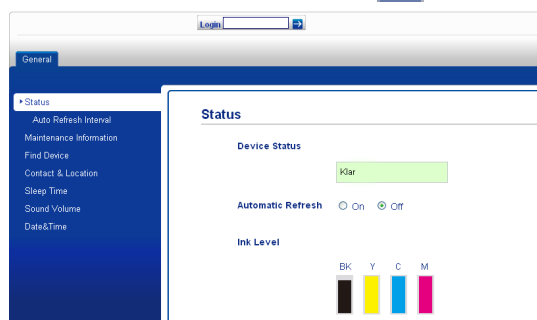 Login
General
Status
Auto Refresh Interval
Maintenance Information
Find Device
Contact & Location
Sleep Time
Sound Volume
Date&Time
Status
Device Status
Klar
Automatic Refresh On Off
Ink Level
BK Y C M